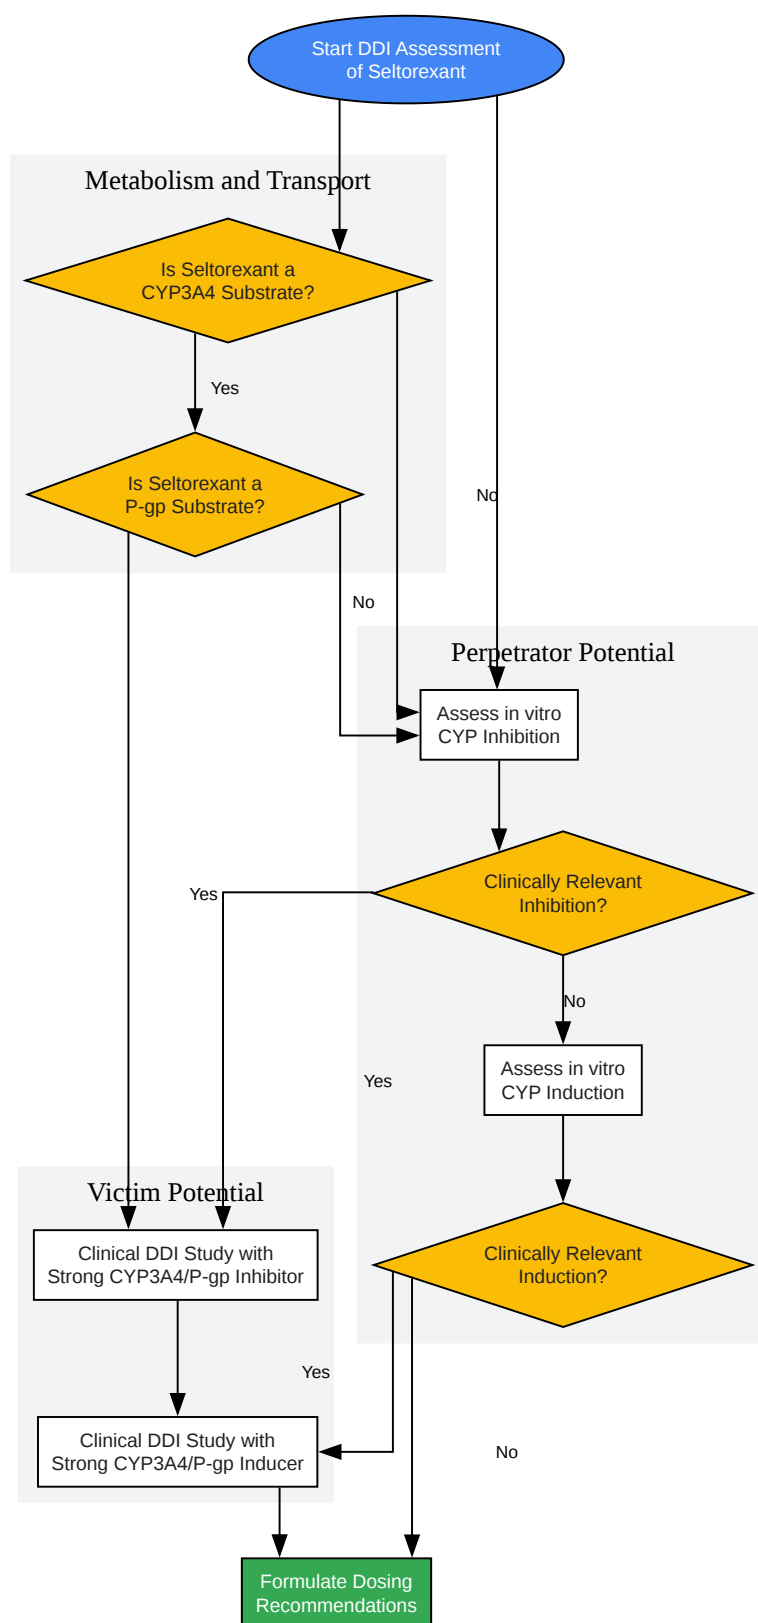 Start DDI Assessment
of Seltorexant
Metabolism and Transport
Is Seltorexant a
CYP3A4 Substrate?
Yes
Is Seltorexant a
P-gp Substrate?
No
No
Perpetrator Potential
Assess in vitro
CYP Inhibition
Clinically Relevant
Inhibition?
Yes
No
Assess in vitro
CYP Induction
Yes
Victim Potential
Clinical DDI Study with
Strong CYP3A4/P-gp Inhibitor
Clinically Relevant
Induction?
Yes
Clinical DDI Study with
Strong CYP3A4/P-gp Inducer
No
Formulate Dosing
Recommendations